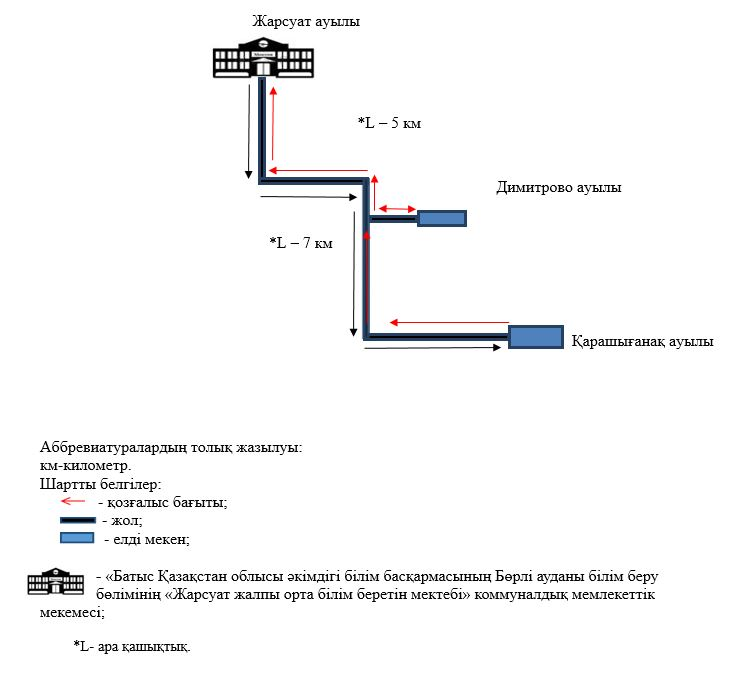 Жарсуат ауылы
*L – 5 км
Димитрово ауылы
*L – 7 км
Қарашығанақ ауылы
Аббревиатуралардың толық жазылуы:
км-километр.
Шартты белгілер:
- қозғалыс бағыты;
- жол;
- елді мекен;
- «Батыс Қазақстан облысы әкімдігі білім басқармасының Бөрлі ауданы білім беру
бөлімінің «Жарсуат жалпы орта білім беретін мектебі» коммуналдық мемлекеттік
мекемесі;
*L- ара қашықтық.